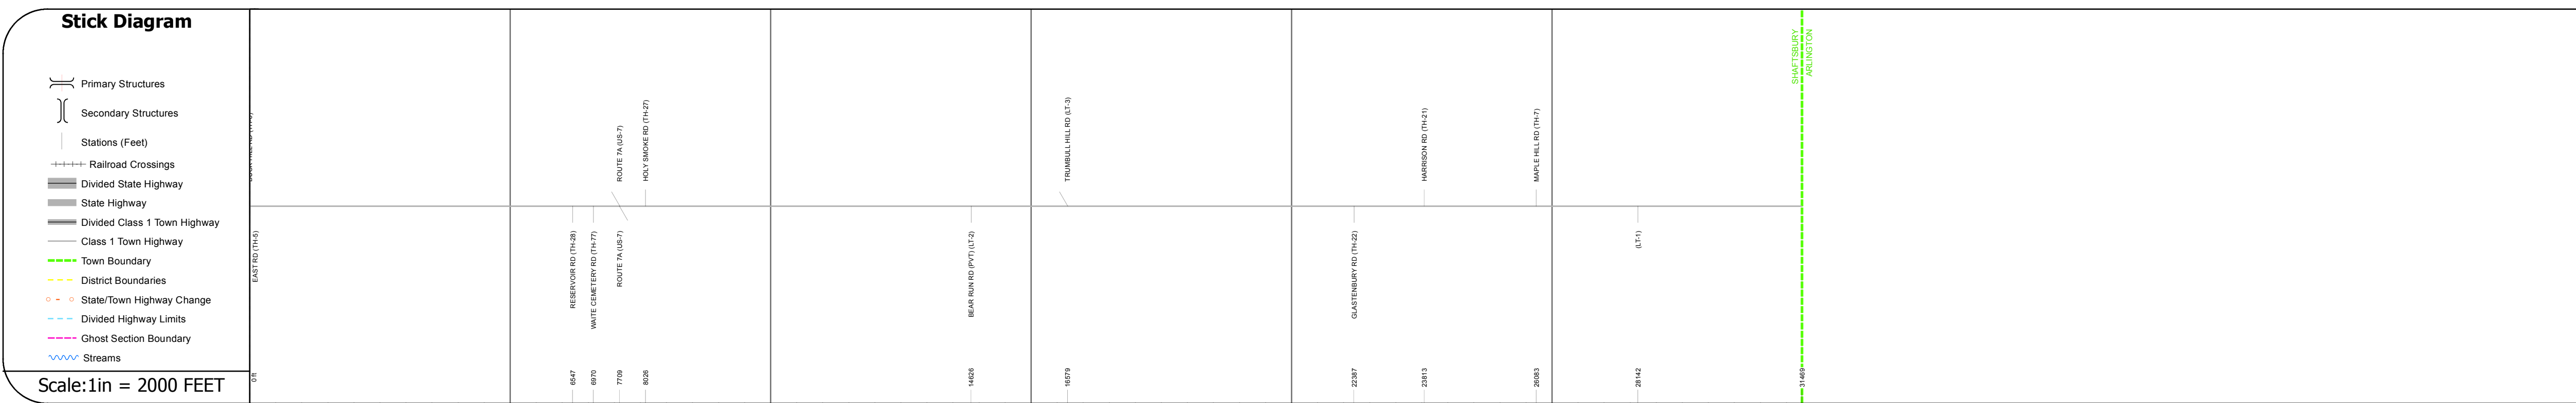 Stick Diagram
Primary Structures
Secondary Structures
Stations (Feet)
Railroad Crossings
Divided State Highway
State Highway
Divided Class 1 Town Highway
Class 1 Town Highway
Town Boundary
District Boundaries
State/Town Highway Change
Divided Highway Limits
Ghost Section Boundary
Streams
Scale:1in = 2000 FEET
EAST RD (TH-5)
0 ft
RESERVOIR RD (TH-28)
6547
WAITE CEMETERY RD (TH-77)
6970
ROUTE 7A (US-7)
ROUTE 7A (US-7)
7709
HOLY SMOKE RD (TH-27)
8026
BEAR RUN RD (PVT) (LT-2)
14626
TRUMBULL HILL RD (LT-3)
16579
GLASTENBURY RD (TH-22)
22387
HARRISON RD (TH-21)
23813
MAPLE HILL RD (TH-7)
26083
(LT-1)
28142
SHAFTSBURY
ARLINGTON
31469